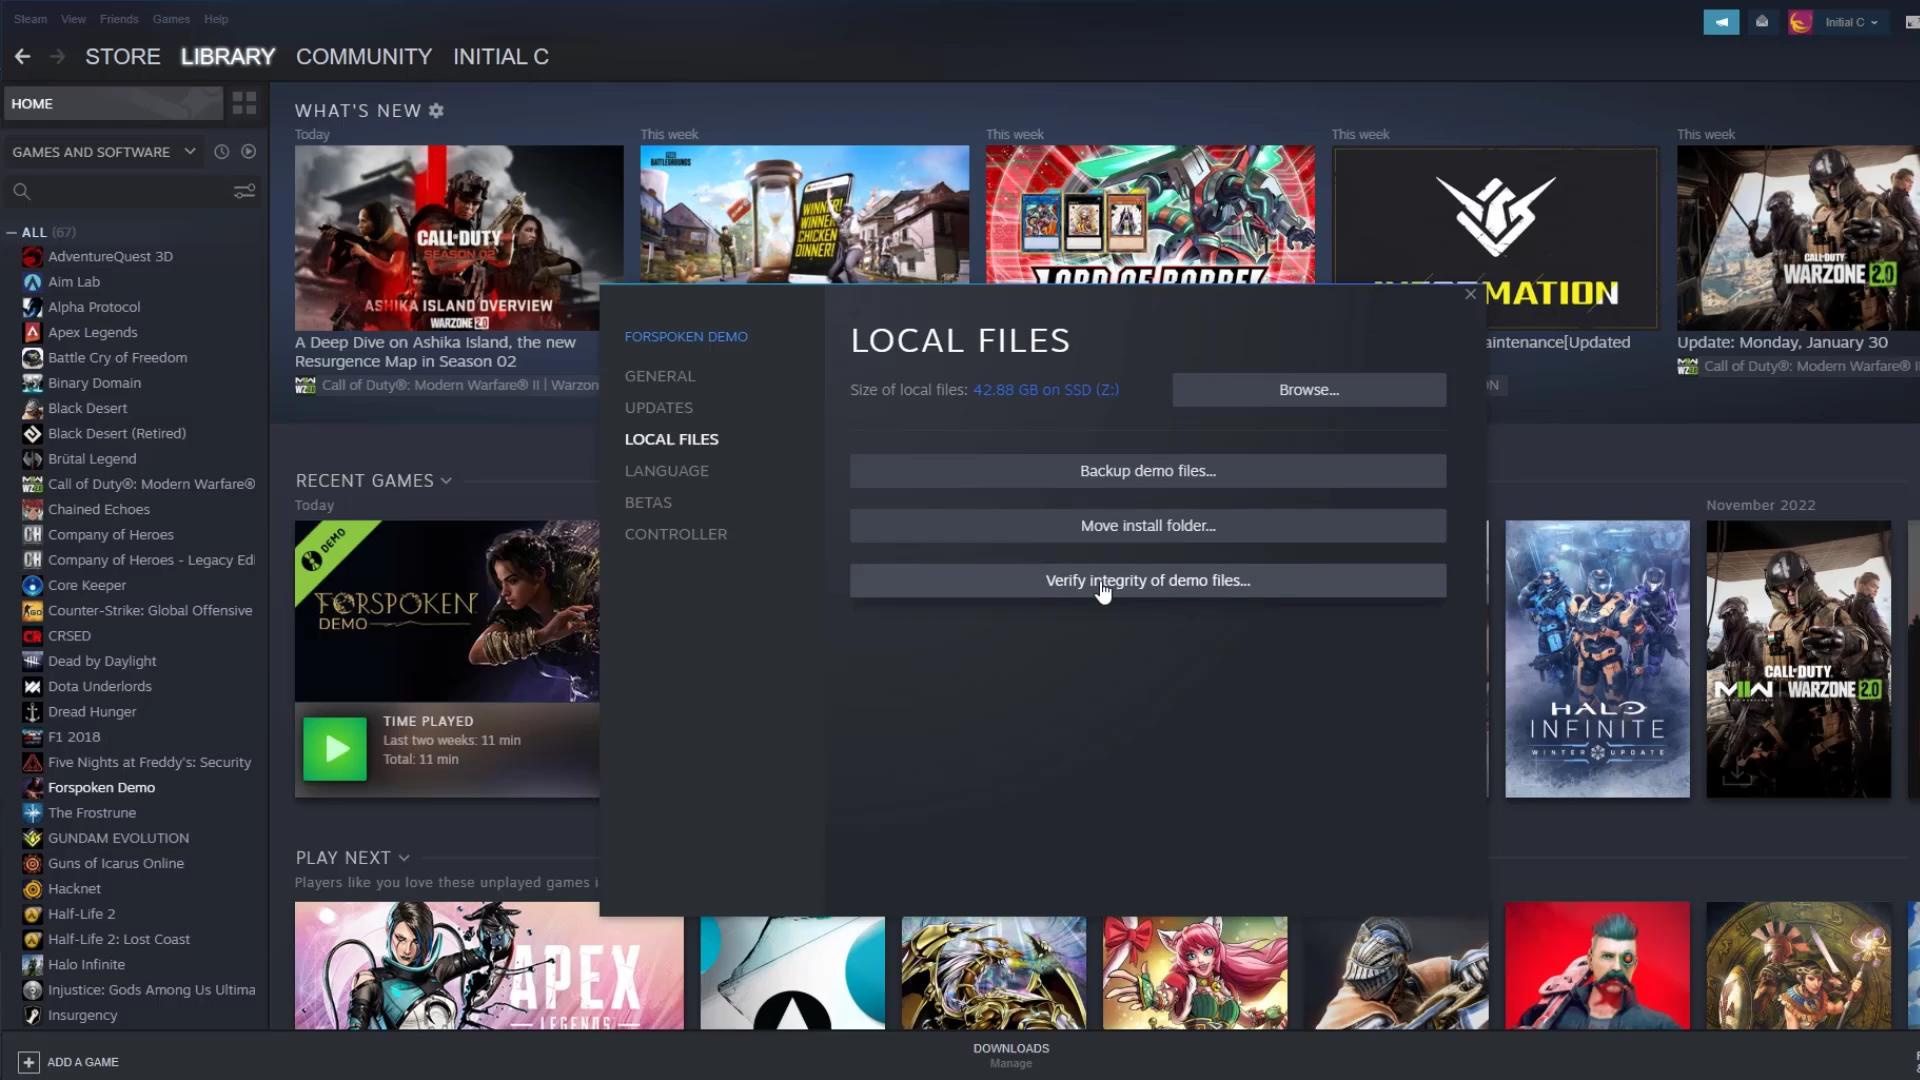 Steam View Friends Games Help
Initial C
STORE LIBRARY COMMUNITY INITIAL C
HOME
GAMES AND SOFTWARE
ALL (67)
AdventureQuest 3D
Aim Lab
Alpha Protocol
Apex Legends
Battle Cry of Freedom
Binary Domain
Black Desert
Black Desert (Retired)
Brütal Legend
Call of Duty®: Modern Warfare®
Chained Echoes
Company of Heroes
Company of Heroes - Legacy Edi
Core Keeper
Counter-Strike: Global Offensive
CRSED
Dead by Daylight
Dota Underlords
Dread Hunger
F1 2018
Five Nights at Freddy's: Security
Forspoken Demo
The Frostrune
GUNDAM EVOLUTION
Guns of Icarus Online
Hacknet
Half-Life 2
Half-Life 2: Lost Coast
Halo Infinite
Injustice: Gods Among Us Ultima
Insurgency
ADD A GAME
WHAT'S NEW
Today
This week
This week
This week
This week
CALL·DUTY
SEASON 02
ASHIKA ISLAND OVERVIEW
WARZONE 2.0
A Deep Dive on Ashika Island, the new
Resurgence Map in Season 02
Call of Duty®: Modern Warfare® II | Warzon
BATTLEGROUNDS
WINNER!
WINNER!
CHICKEN
DINNER!
MATION
aintenance[Updated
ON
CALL·DUTY
WARZONE 2.0
Update: Monday, January 30
Call of Duty®: Modern Warfare® II
FORSPOKEN DEMO
GENERAL
UPDATES
LOCAL FILES
LANGUAGE
BETAS
CONTROLLER
LOCAL FILES
Size of local files: 42.88 GB on SSD (Z:)
Browse...
Backup demo files...
Move install folder...
Verify integrity of demo files...
RECENT GAMES
Today
DEMO
FORSPOKEN
DEMO
TIME PLAYED
Last two weeks: 11 min
Total: 11 min
November 2022
HALO
INFINITE
WINTER UPDATE
CALL·DUTY
MWII WARZONE 2.0
PLAY NEXT
Players like you love these unplayed games i
APEX
LEGENDS
DOWNLOADS
Manage